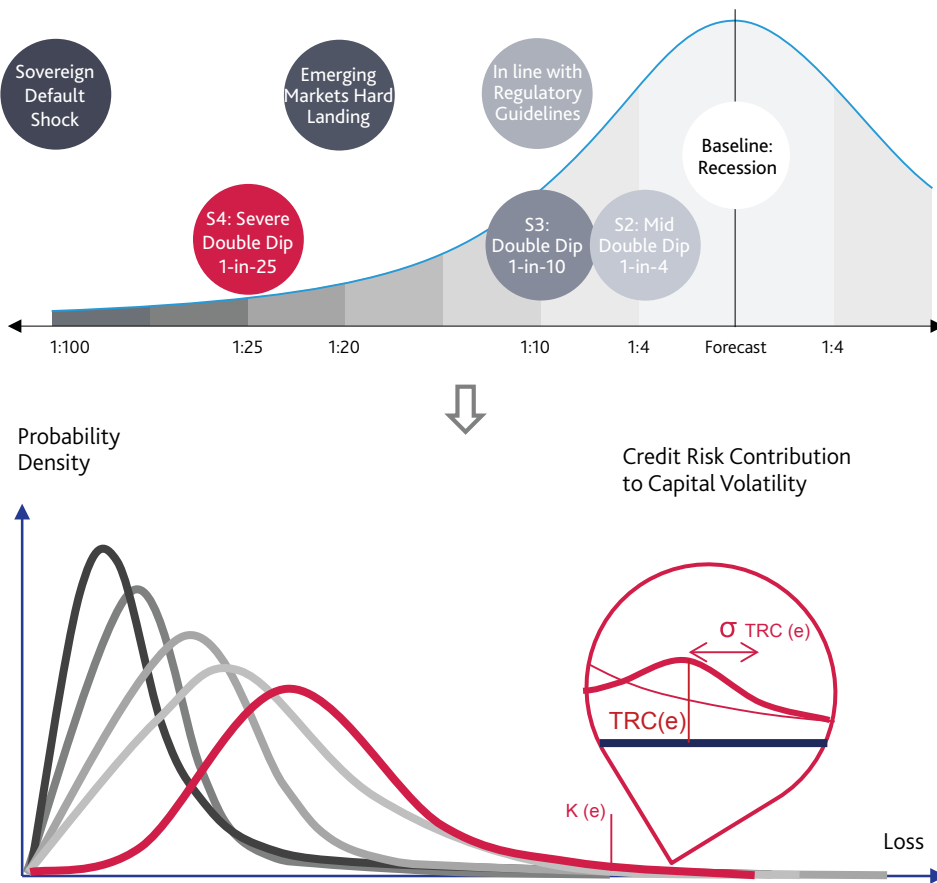 Sovereign
Default
Shock
Emerging
Markets Hard
Landing
In line with
Regulatory
Guidelines
Baseline:
Recession
S4: Severe
Double Dip
1-in-25
S3:
Double Dip
1-in-10
S2: Mid
Double Dip
1-in-4
1:100
1:25
1:20
1:10
1:4
Forecast
1:4
Probability
Density
Credit Risk Contribution
to Capital Volatility
σ TRC (e)
TRC(e)
K (e)
Loss